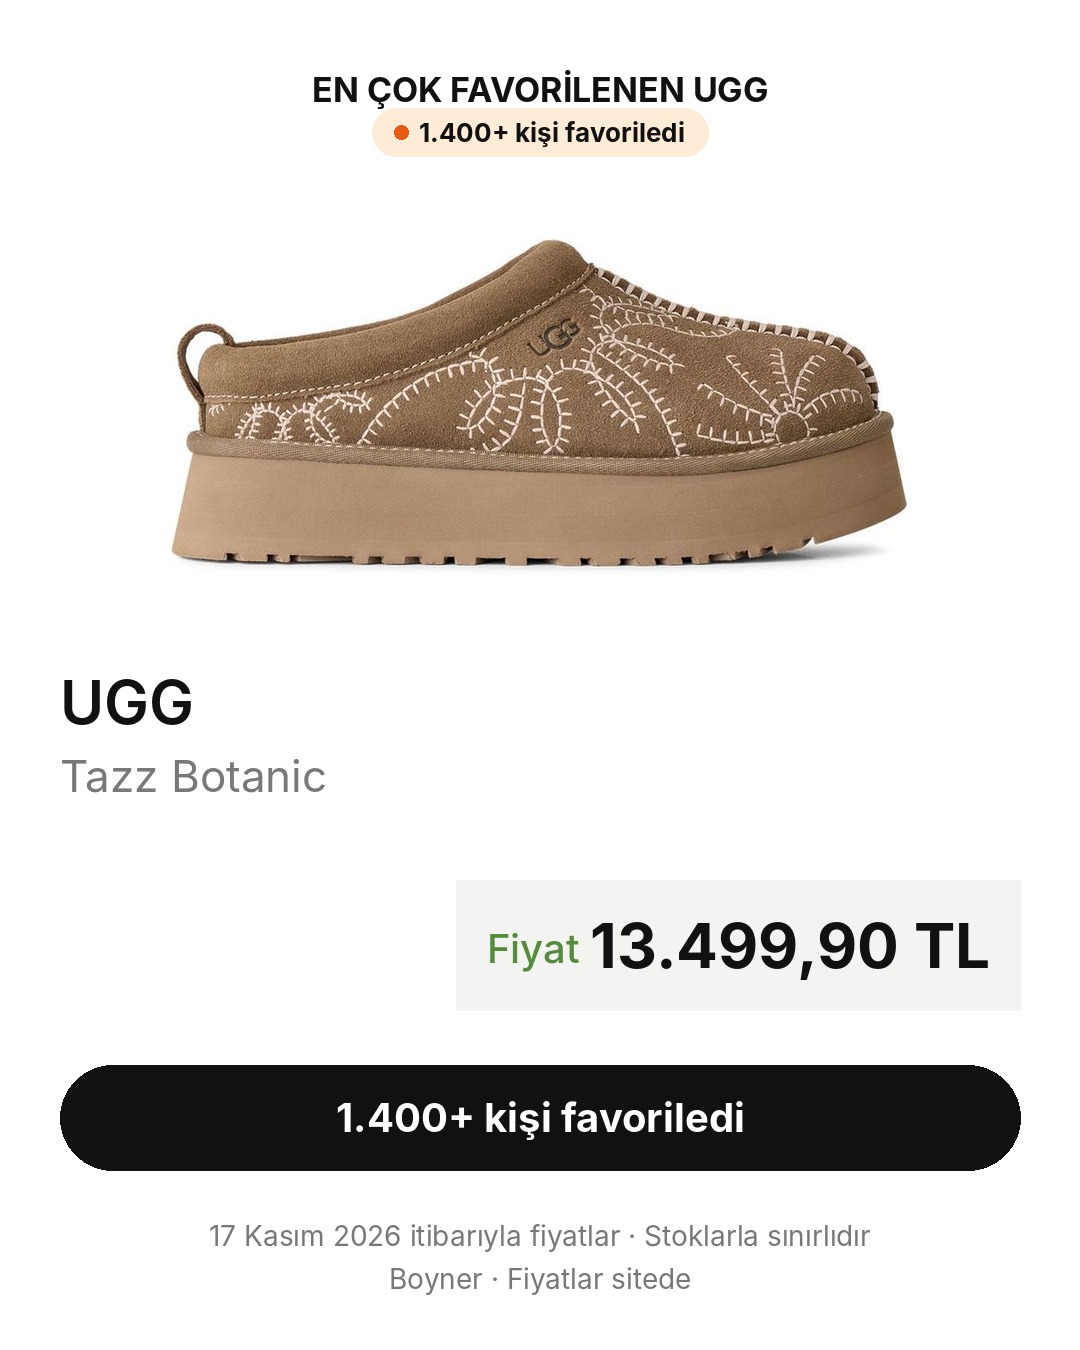 EN ÇOK FAVORİLENEN UGG
1.400+ kişi favoriledi
UGG
UGG
Tazz Botanic
Fiyat 13.499,90 TL
1.400+ kişi favoriledi
17 Kasım 2026 itibarıyla fiyatlar · Stoklarla sınırlıdır
Boyner · Fiyatlar sitede